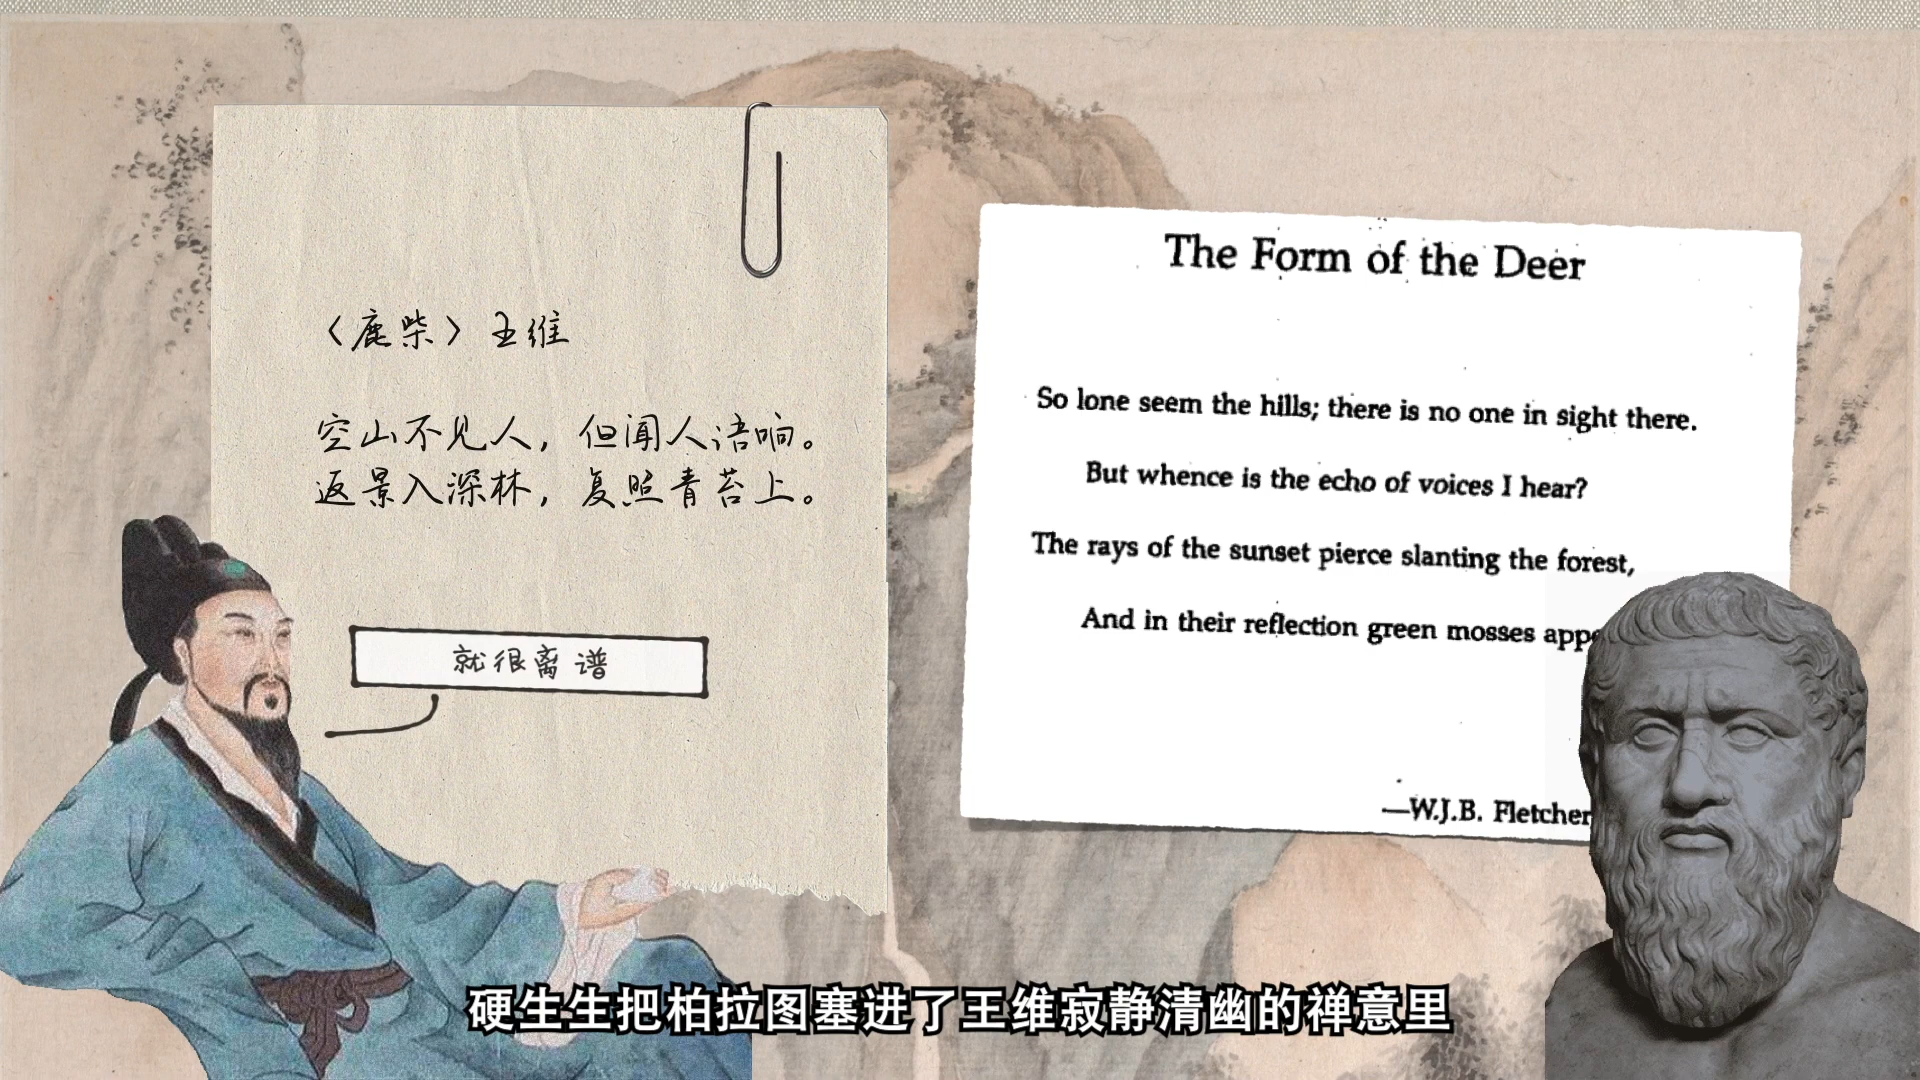 〈鹿柴〉王维
空山不见人，但闻人语响。
返景入深林，复照青苔上。
就很离谱
The Form of the Deer
So lone seem the hills; there is no one in sight there.
But whence is the echo of voices I hear?
The rays of the sunset pierce slanting the forest,
And in their reflection green mosses
—W.J.B. Fletcher
硬生生把柏拉图塞进了王维寂静清幽的禅意里